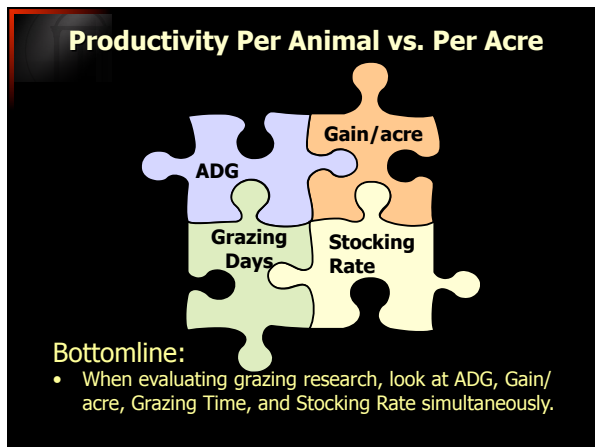 Productivity Per Animal vs. Per Acre
Gain/acre
ADG
Grazing
Days
Stocking
Rate
Bottomline:
• When evaluating grazing research, look at ADG, Gain/
acre, Grazing Time, and Stocking Rate simultaneously.